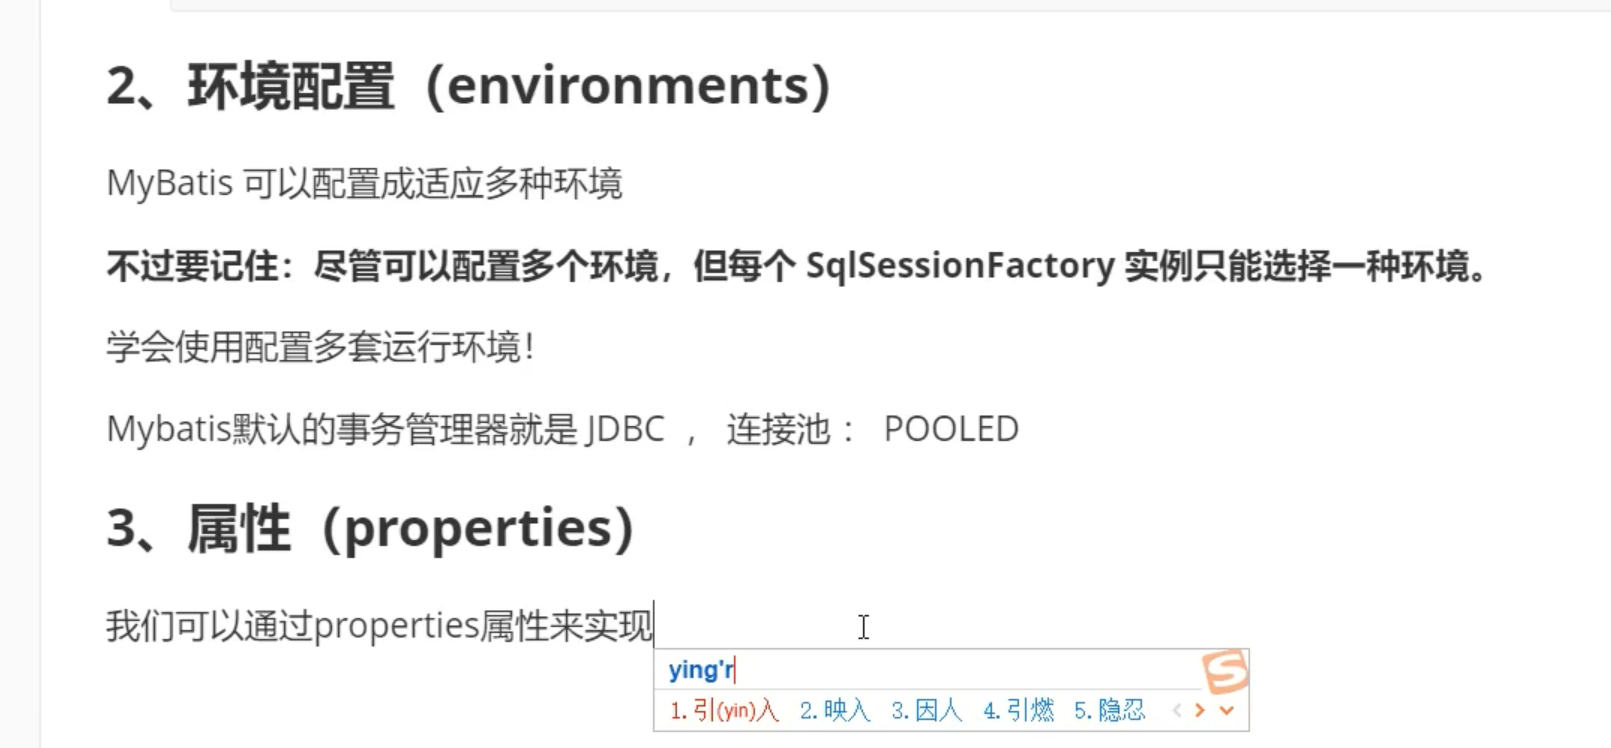 2、环境配置（environments）
MyBatis 可以配置成适应多种环境
不过要记住：尽管可以配置多个环境，但每个 SqlSessionFactory 实例只能选择一种环境。
学会使用配置多套运行环境！
Mybatis默认的事务管理器就是 JDBC ， 连接池 ： POOLED
3、属性（properties）
我们可以通过properties属性来实现
ying'r
1.引(yin)入 2.映入 3.因人 4.引燃 5.隐忍